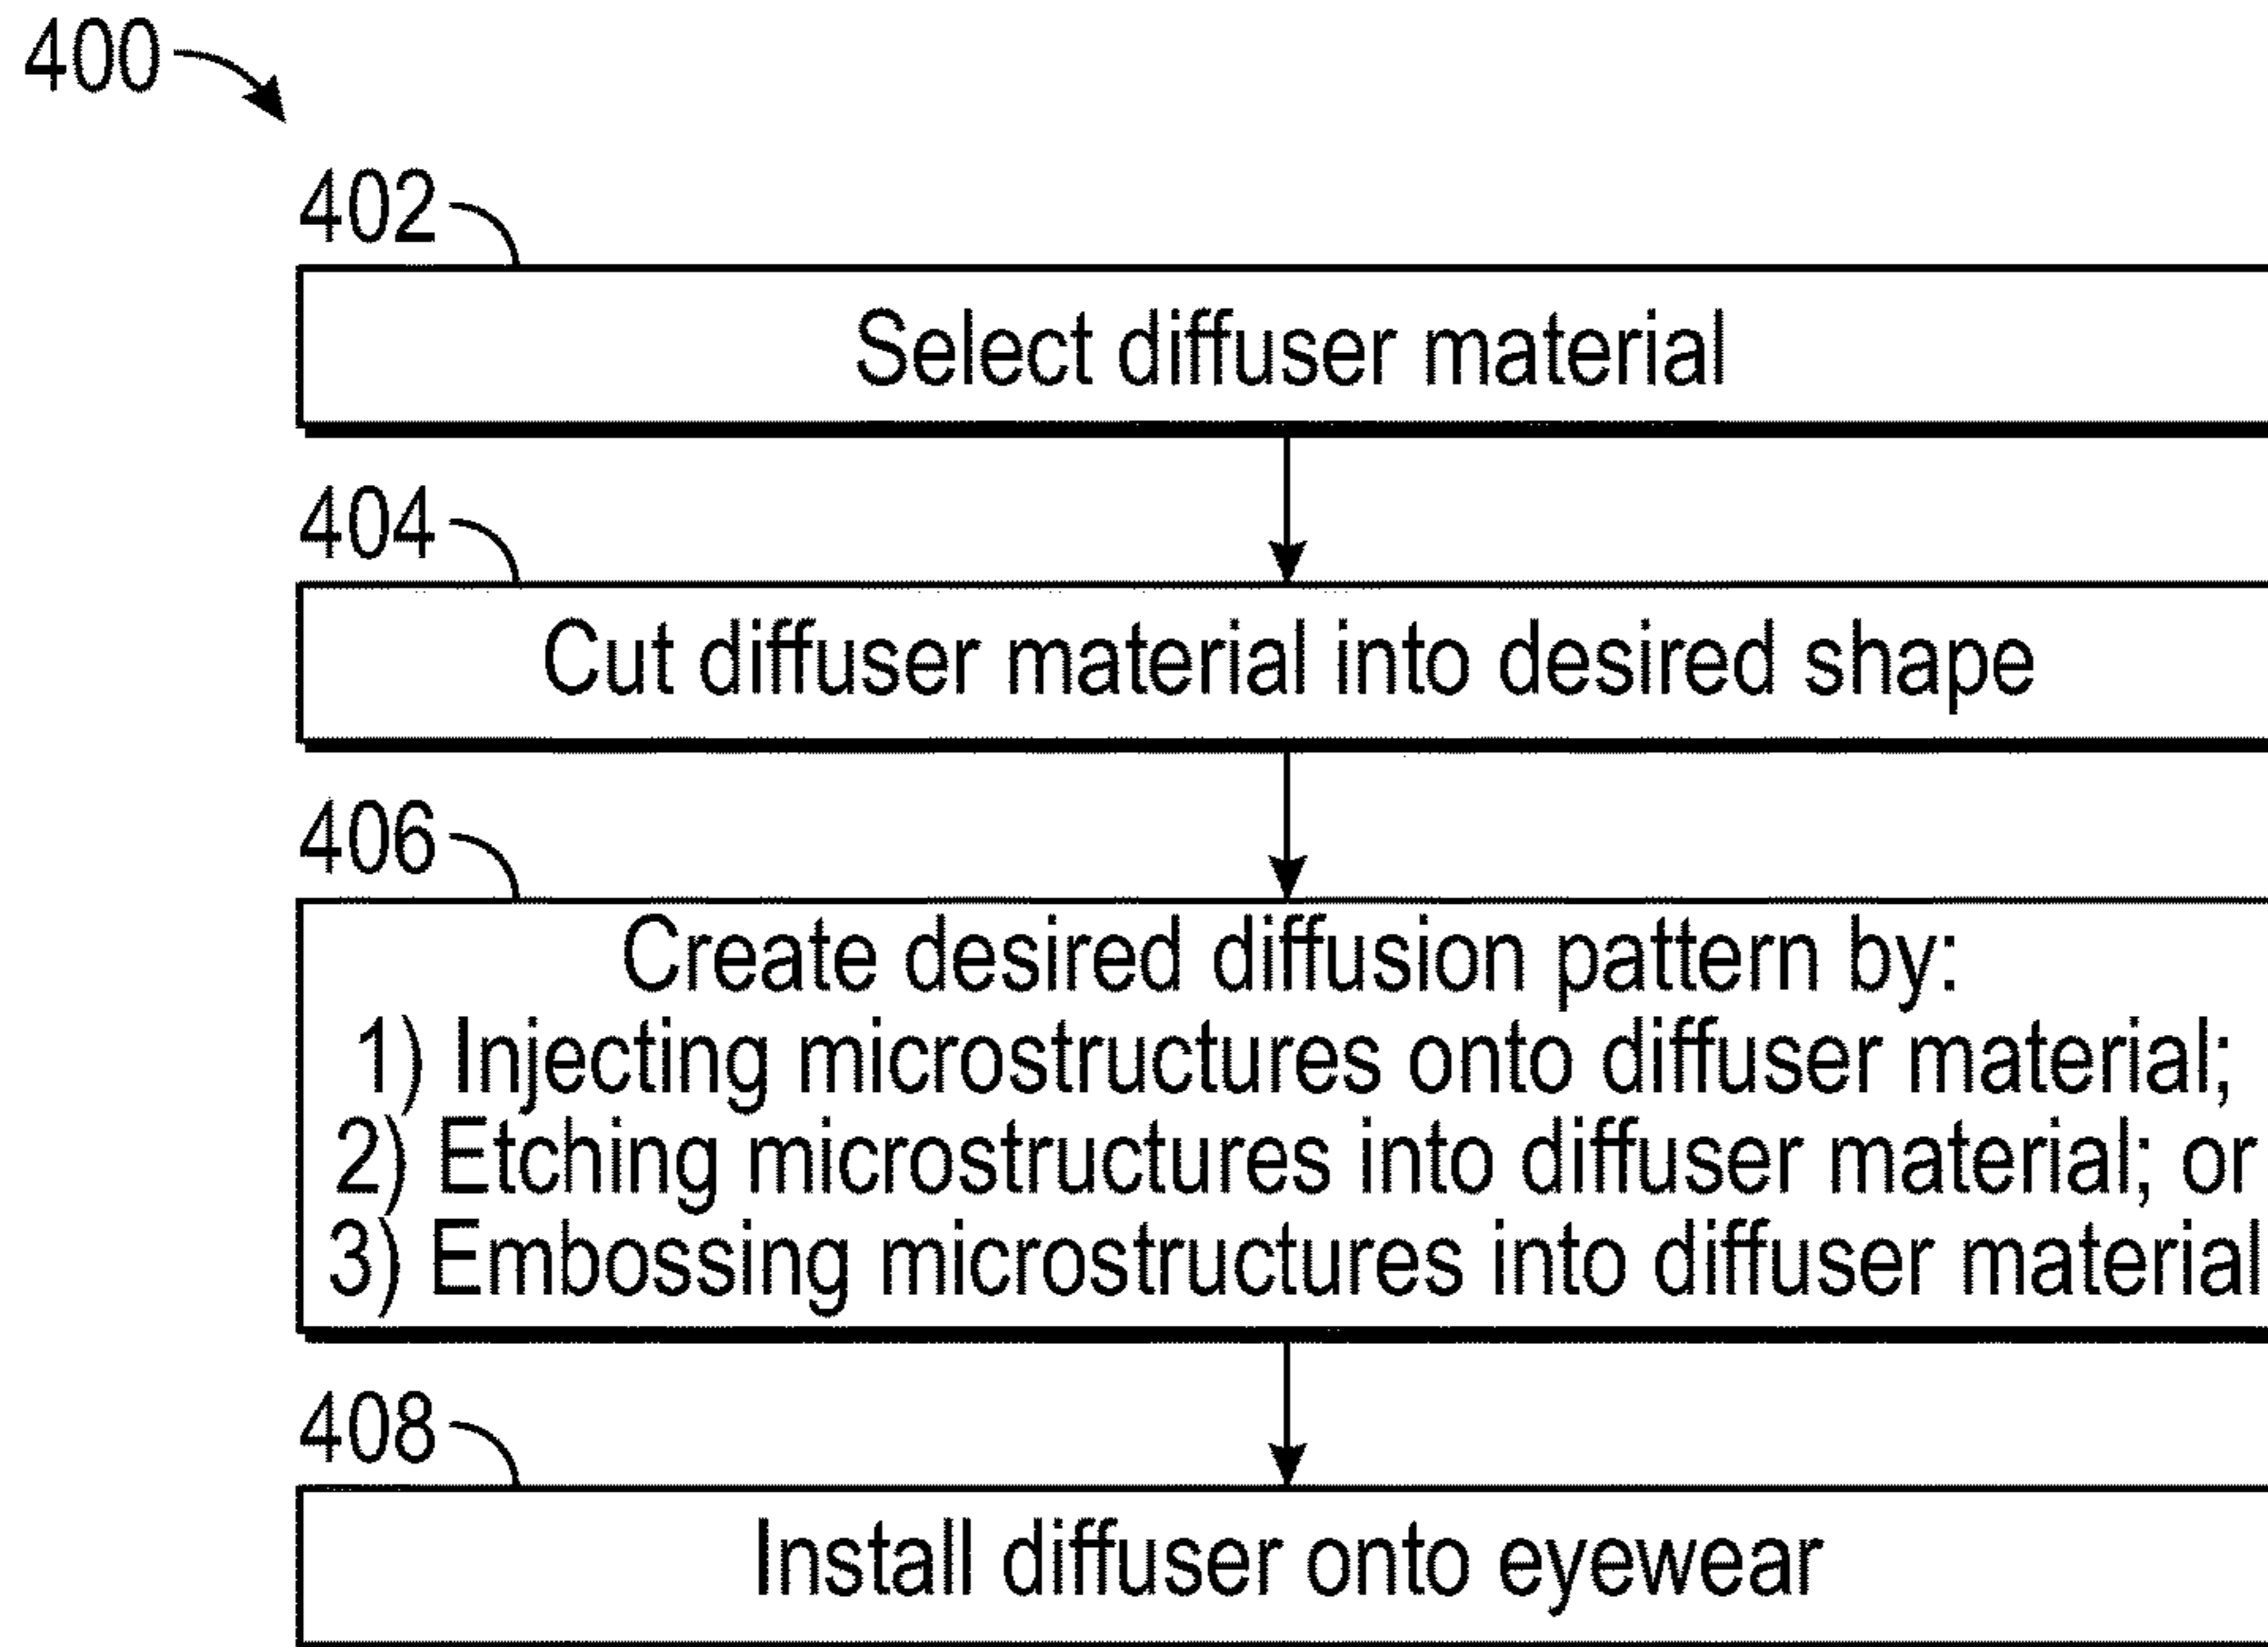 400
402
Select diffuser material
404
Cut diffuser material into desired shape
406
Create desired diffusion pattern by:
1) Injecting microstructures onto diffuser material;
2) Etching microstructures into diffuser material; or
3) Embossing microstructures into diffuser material
408
Install diffuser onto eyewear